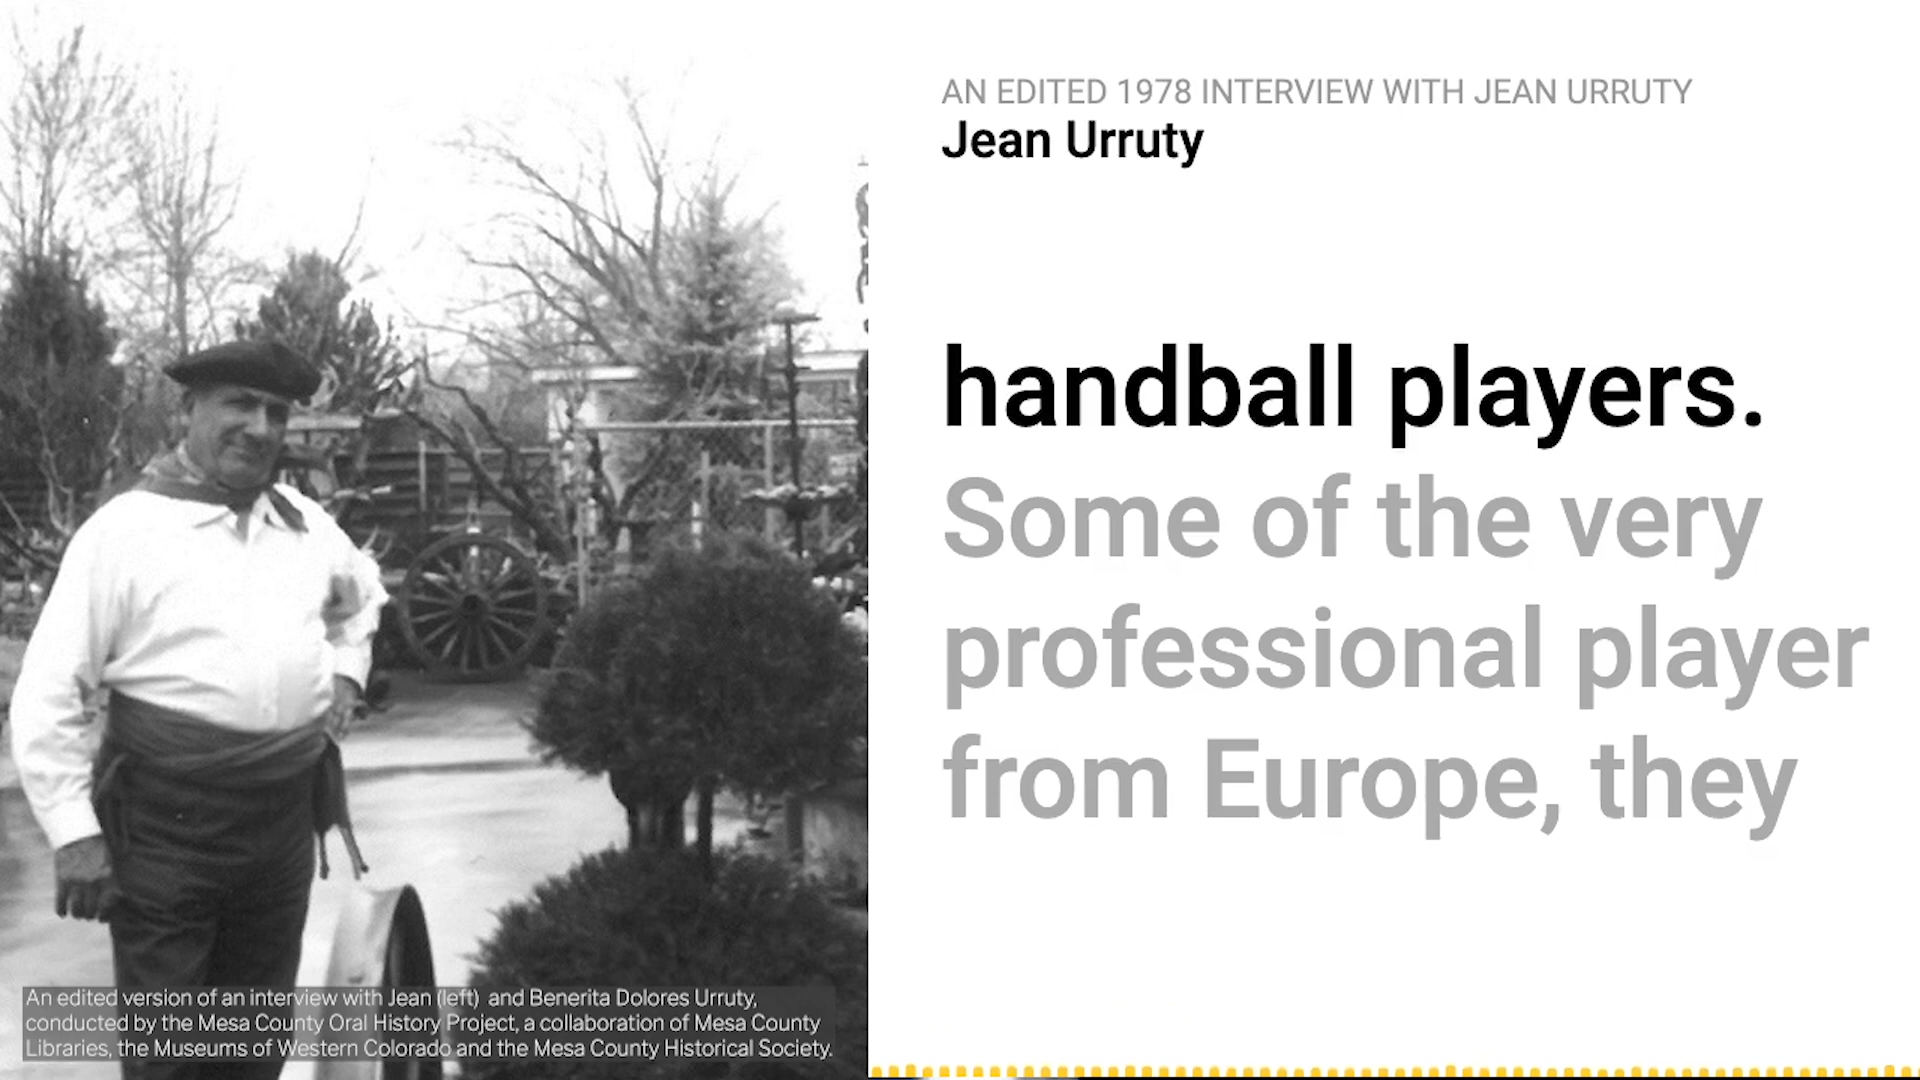 AN EDITED 1978 INTERVIEW WITH JEAN URRUTY
Jean Urruty
handball players.
Some of the very
professional player
from Europe, they
An edited version of an interview with Jean (left) and Benerita Dolores Urruty,
conducted by the Mesa County Oral History Project, a collaboration of Mesa County
Libraries, the Museums of Western Colorado and the Mesa County Historical Society.